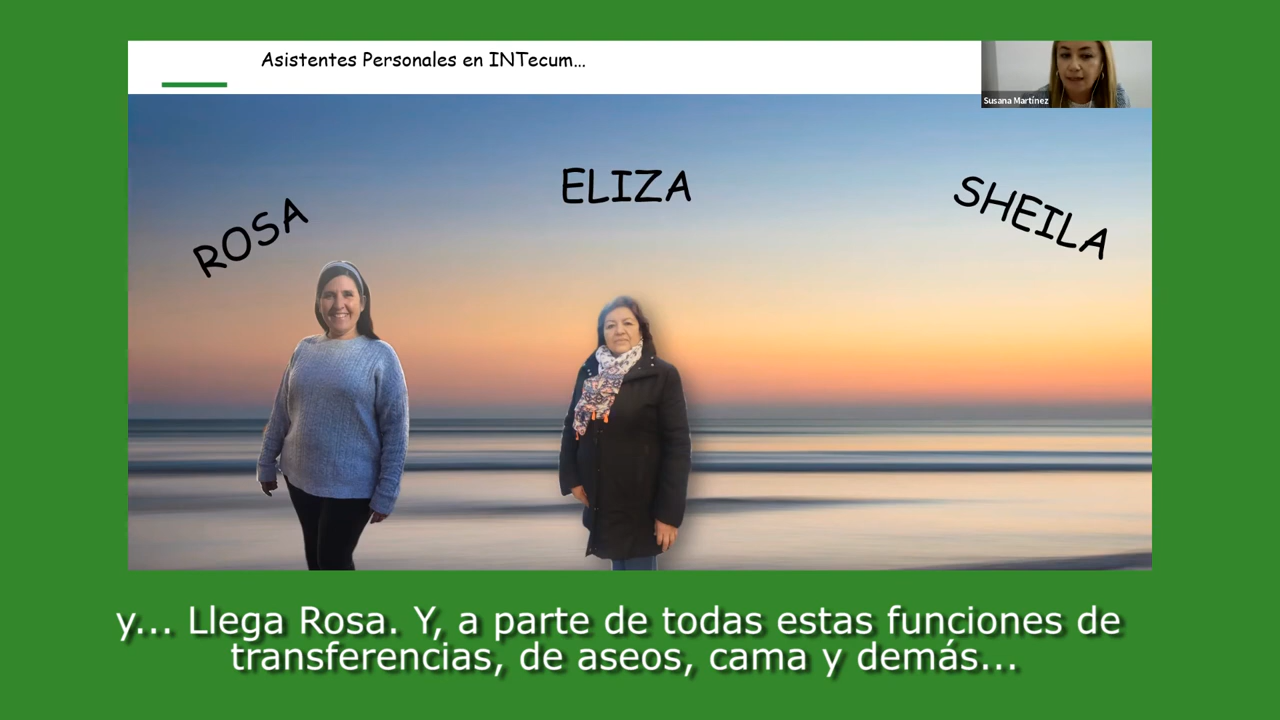 Asistentes Personales en INTecum...
Susana Martínez
ROSA
ELIZA
SHEILA
y... Llega Rosa. Y, a parte de todas estas funciones de
transferencias, de aseos, cama y demás...